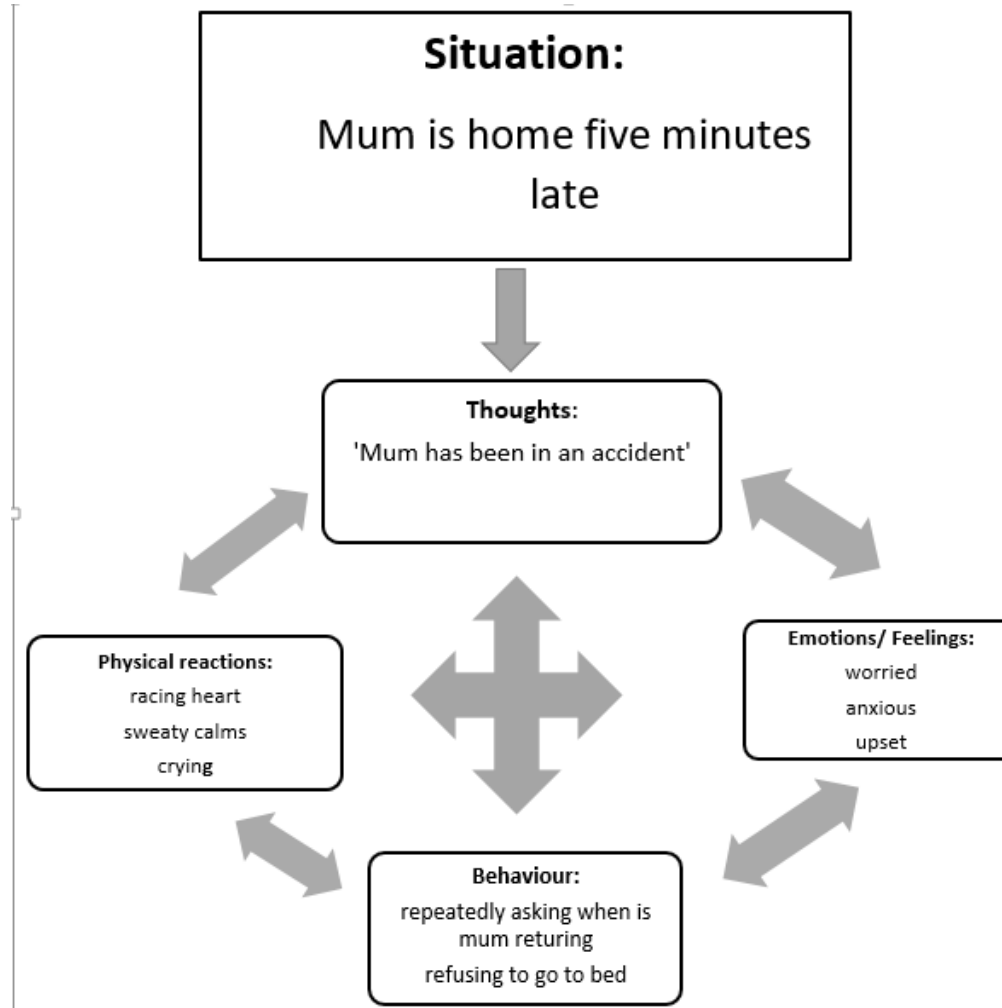 Situation:
Mum is home five minutes
late
Thoughts:
'Mum has been in an accident'
Physical reactions:
racing heart
sweaty calms
crying
Emotions/ Feelings:
worried
anxious
upset
Behaviour:
repeatedly asking when is
mum returing
refusing to go to bed